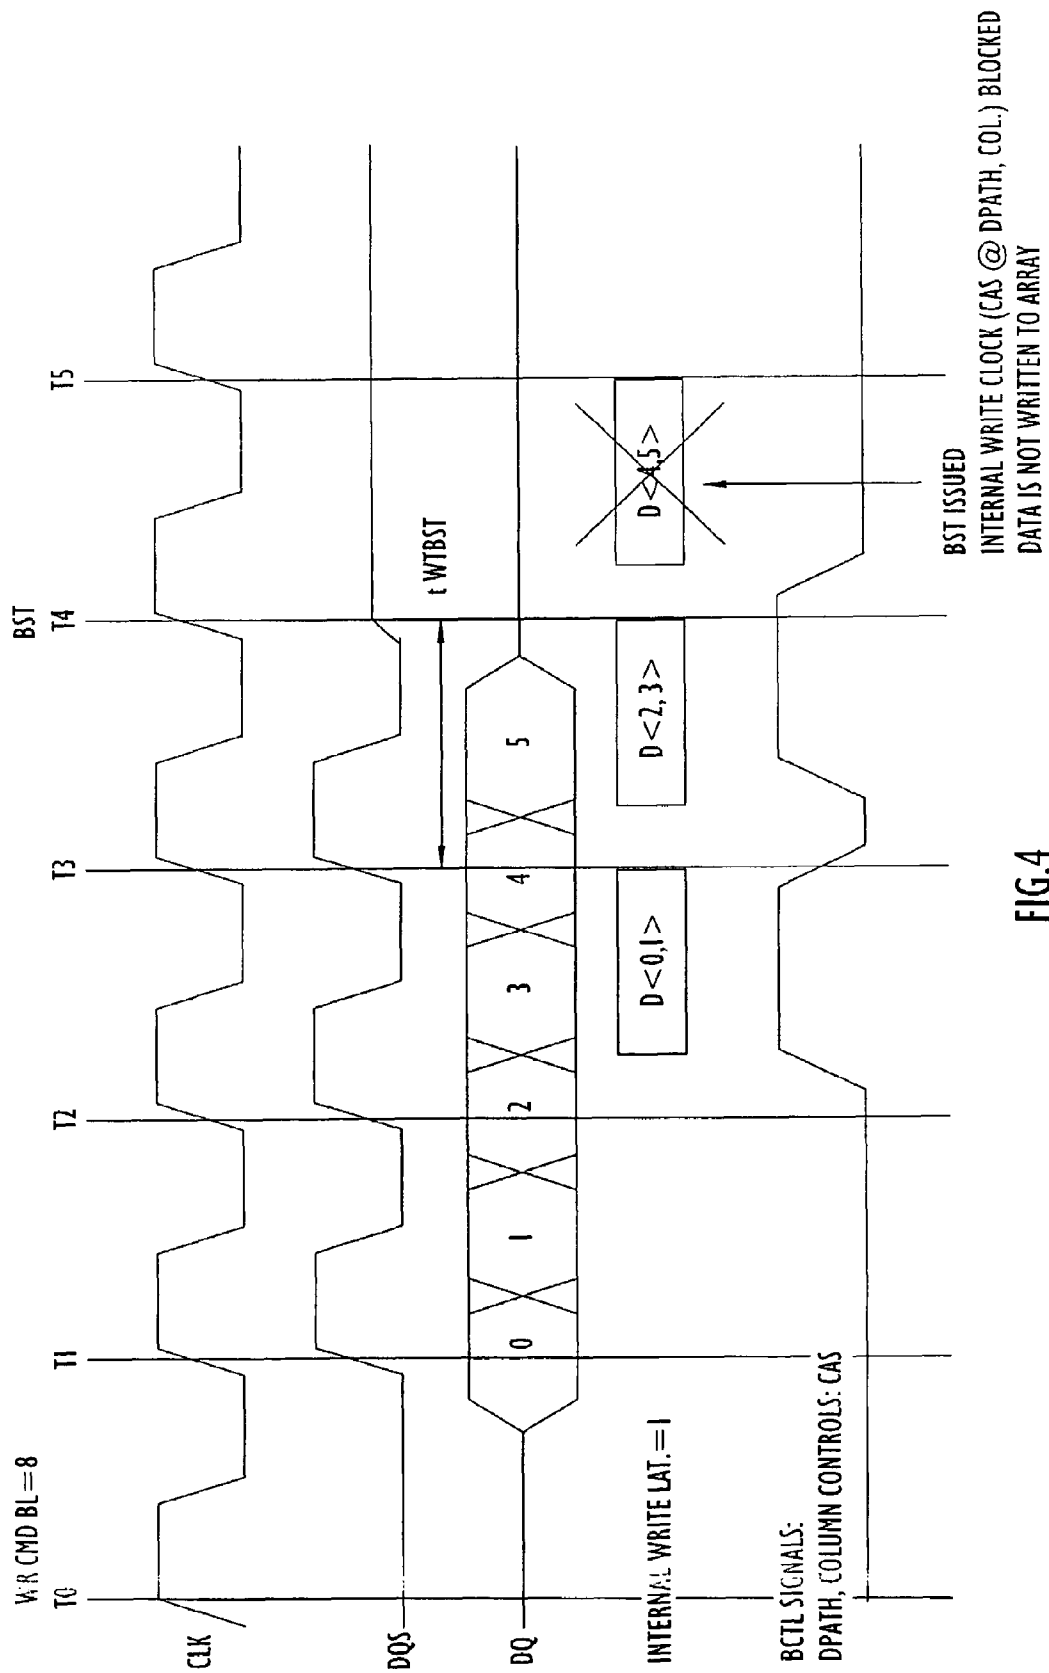 WR CMD BL=8
BST
T0
T1
T2
T3
T4
T5
CLK
DQS
t WTBST
DQ
0
1
2
3
4
5
INTERNAL WRITE LAT.=1
D<0,1>
D<2,3>
D<4,5>
BCTL SIGNALS:
DPATH, COLUMN CONTROLS: CAS
BST ISSUED
INTERNAL WRITE CLOCK (CAS @ DPATH, COL.) BLOCKED
DATA IS NOT WRITTEN TO ARRAY
FIG.4